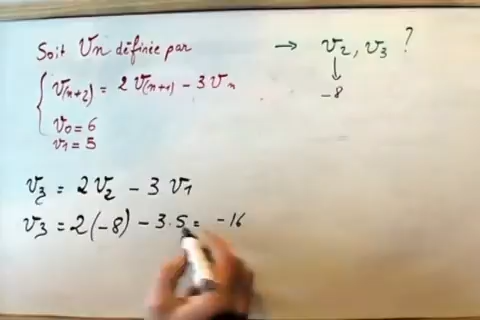 Soit Vn définie par
V(n+2) = 2 V(n+1) - 3 Vn
V0 = 6
V1 = 5
→ V2, V3 ?
↓
-8
V3 = 2 V2 - 3 V1
V3 = 2(-8) - 3.5 = -16